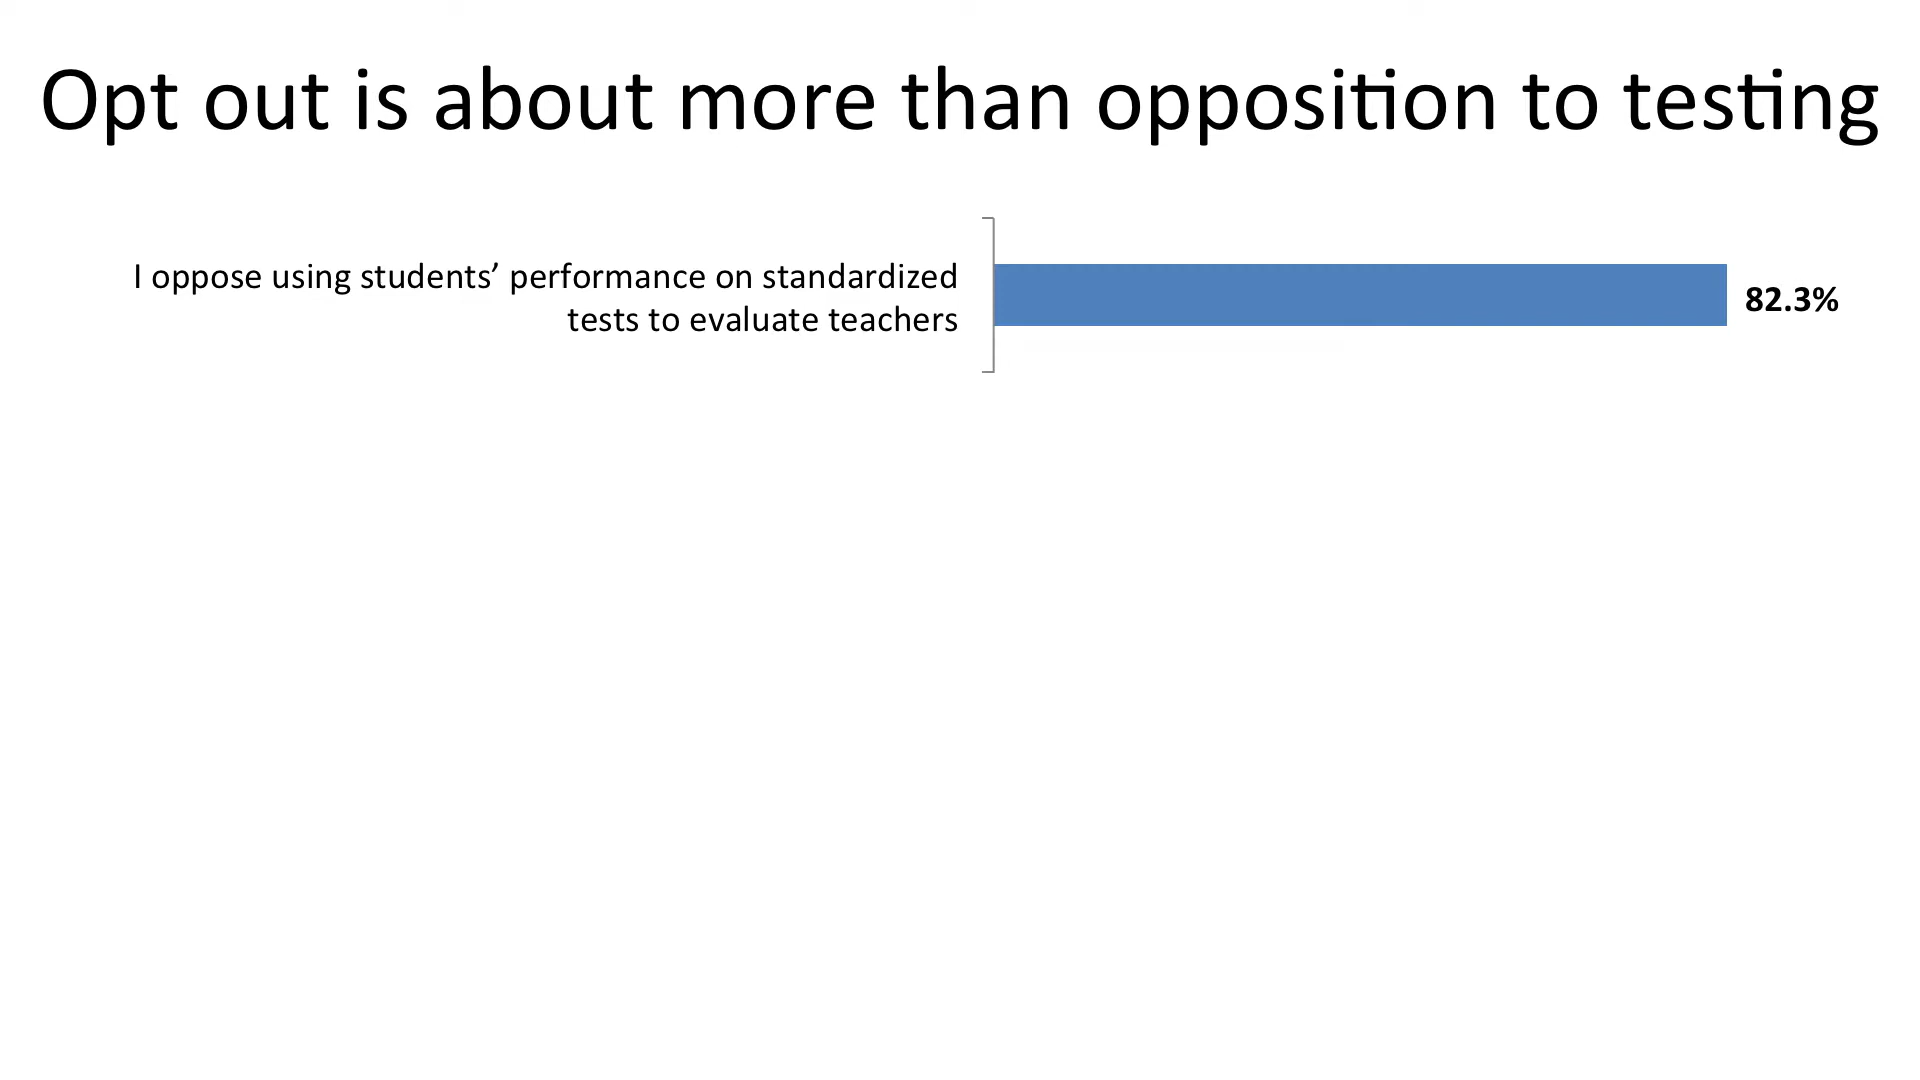 Opt out is about more than opposition to testing
I oppose using students’ performance on standardized
tests to evaluate teachers
82.3%